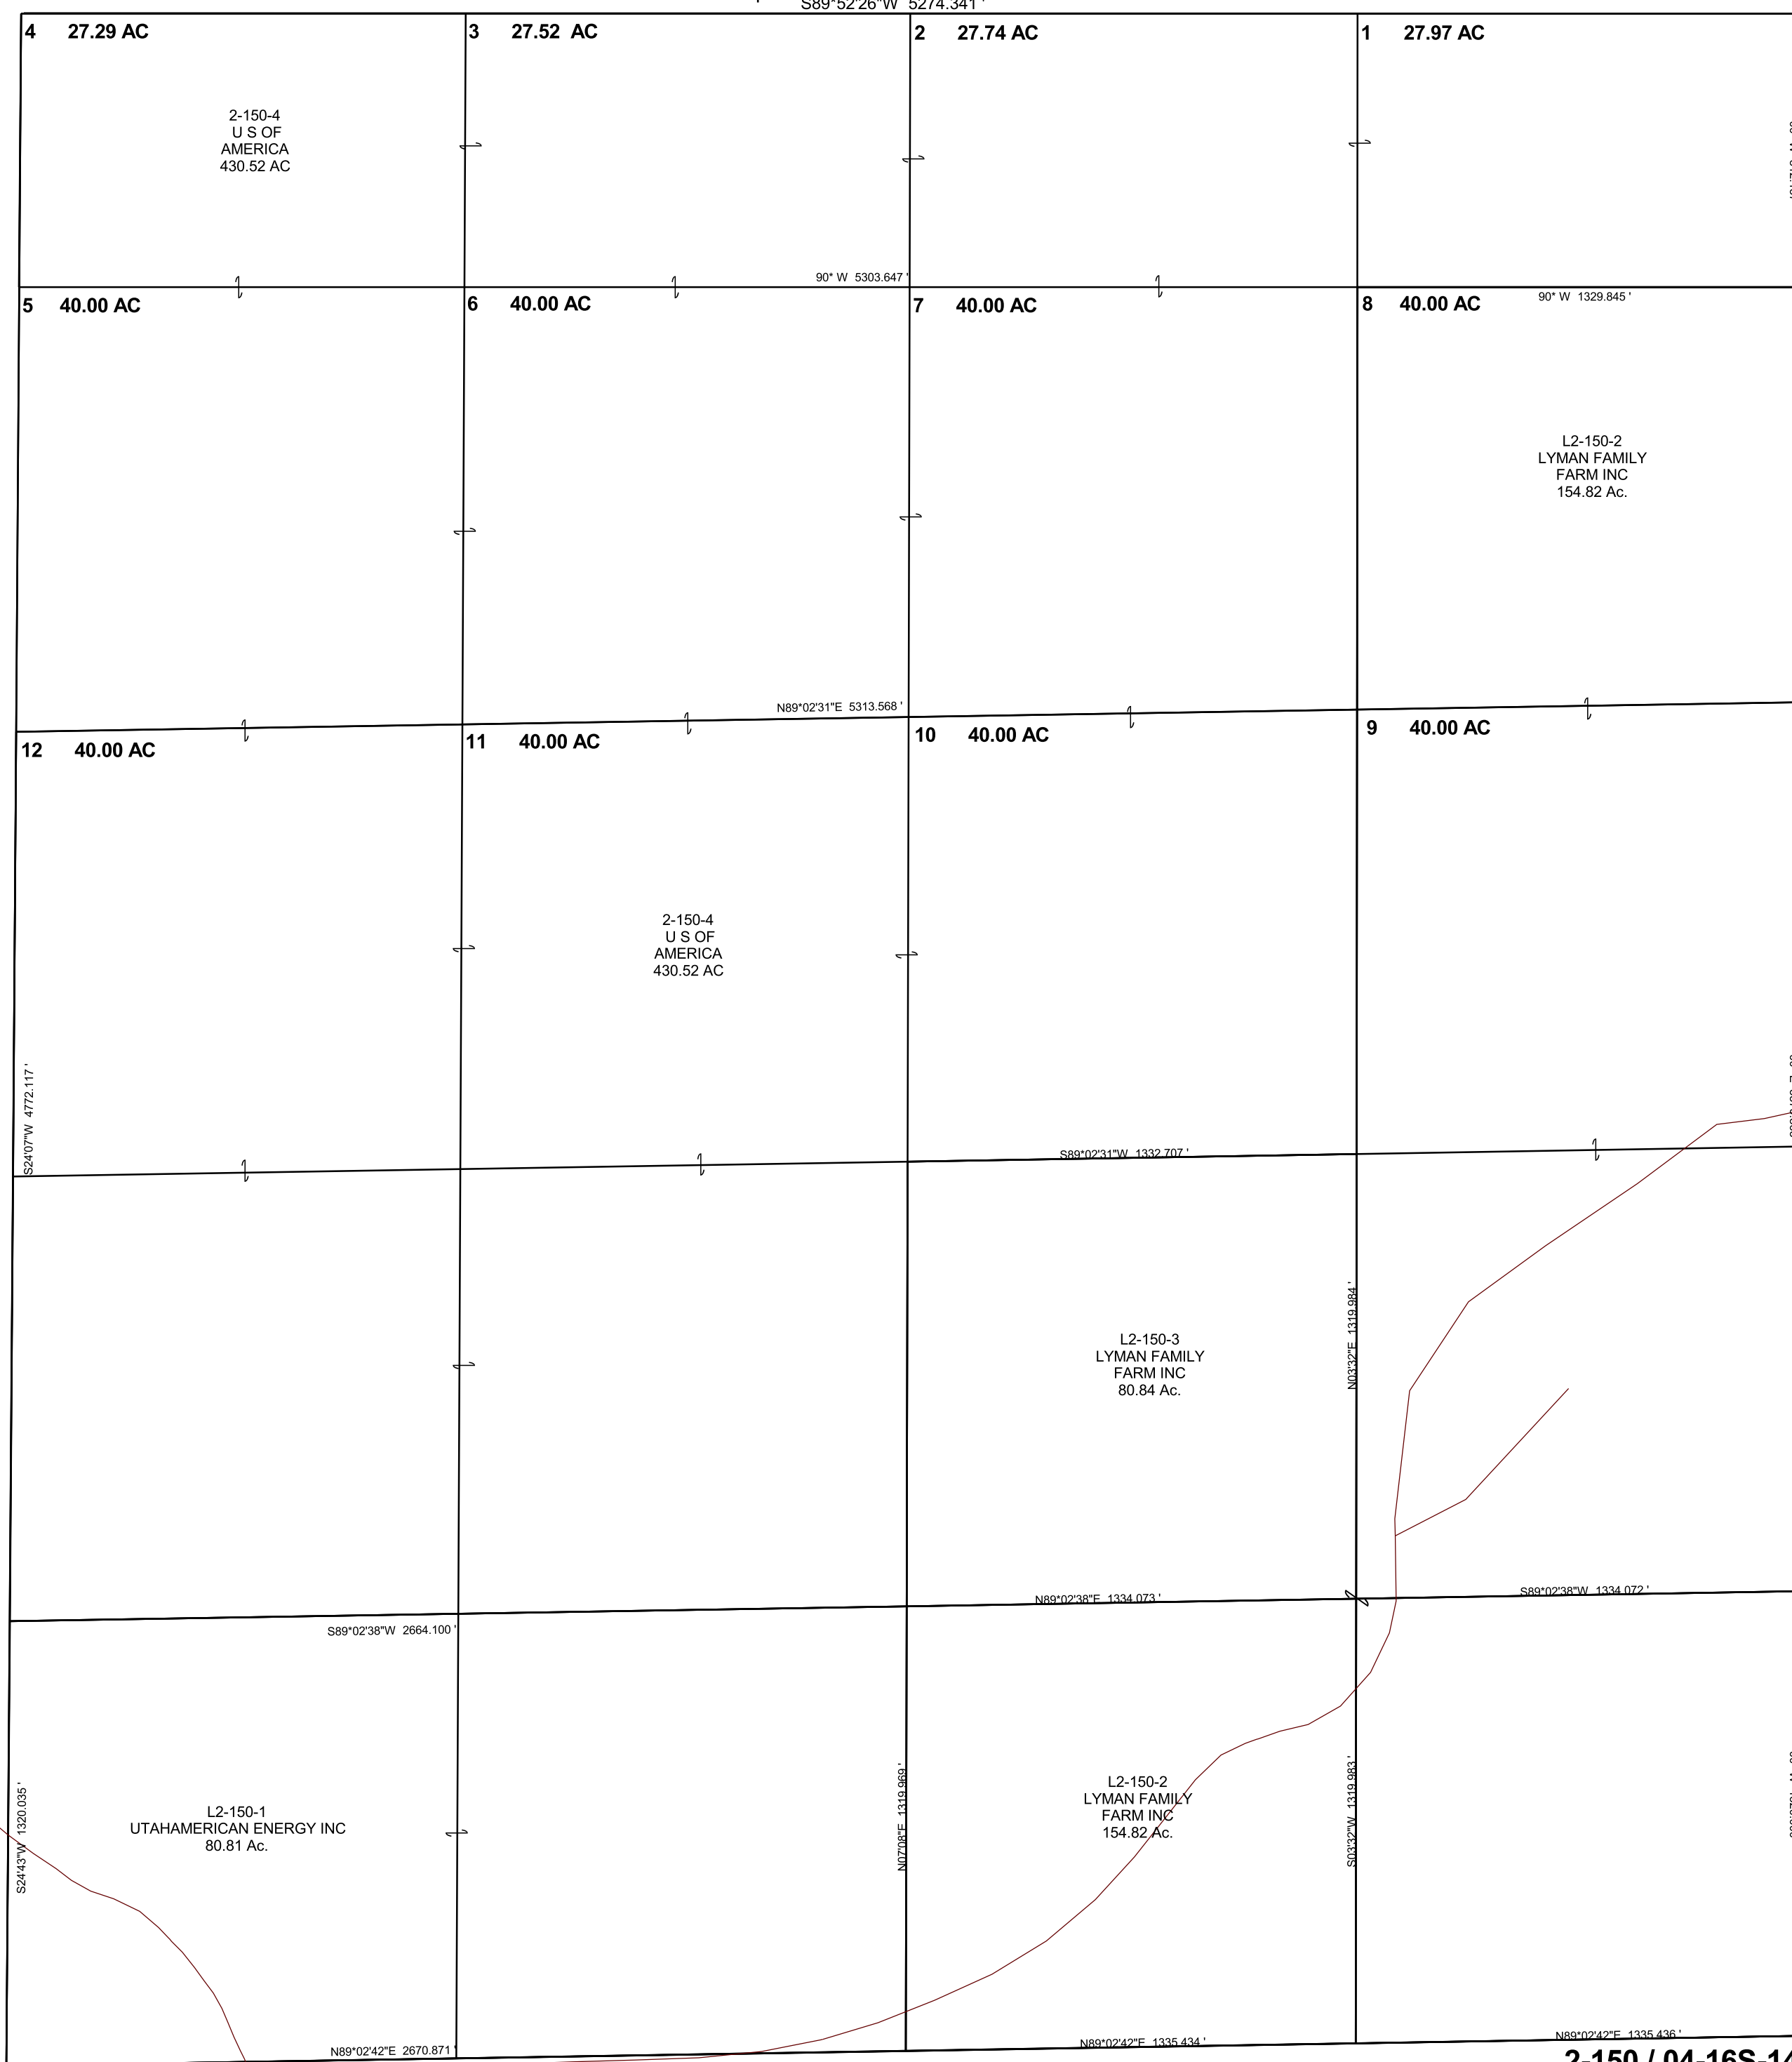 S89*52'26"W 5274.341 '
4 27.29 AC
3 27.52 AC
2 27.74 AC
1 27.97 AC
2-150-4
U S OF
AMERICA
430.52 AC
90* W 5303.647 '
90* W 1329.845 '
5 40.00 AC
6 40.00 AC
7 40.00 AC
8 40.00 AC
L2-150-2
LYMAN FAMILY
FARM INC
154.82 Ac.
N89*02'31"E 5313.568 '
12 40.00 AC
11 40.00 AC
10 40.00 AC
9 40.00 AC
2-150-4
U S OF
AMERICA
430.52 AC
S24'07"W 4772.117 '
S89*02'31"W 1332.707 '
N03'32"E 1319.984 '
L2-150-3
LYMAN FAMILY
FARM INC
80.84 Ac.
N89*02'38"E 1334.073 '
S89*02'38"W 1334.072 '
S89*02'38"W 2664.100 '
S24'43"W 1320.035 '
L2-150-1
UTAHAMERICAN ENERGY INC
80.81 Ac.
N07'08"E 1319.969 '
L2-150-2
LYMAN FAMILY
FARM INC
154.82 Ac.
S03'32"W 1319.983 '
N89*02'42"E 2670.871 '
N89*02'42"E 1335.434 '
N89*02'42"E 1335.436 '
2-150 / 04-16S-14